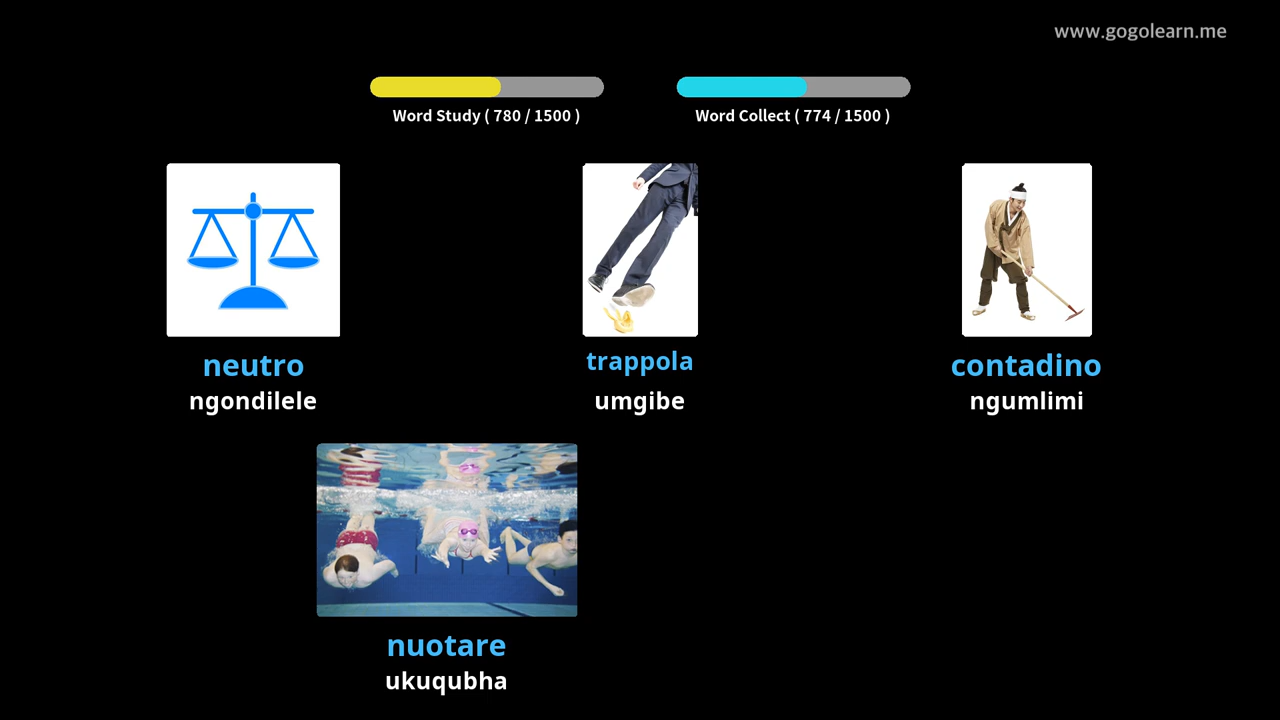 www.gogolearn.me
Word Study ( 780 / 1500 )
Word Collect ( 774 / 1500 )
neutro
ngondilele
trappola
umgibe
contadino
ngumlimi
nuotare
ukuqubha